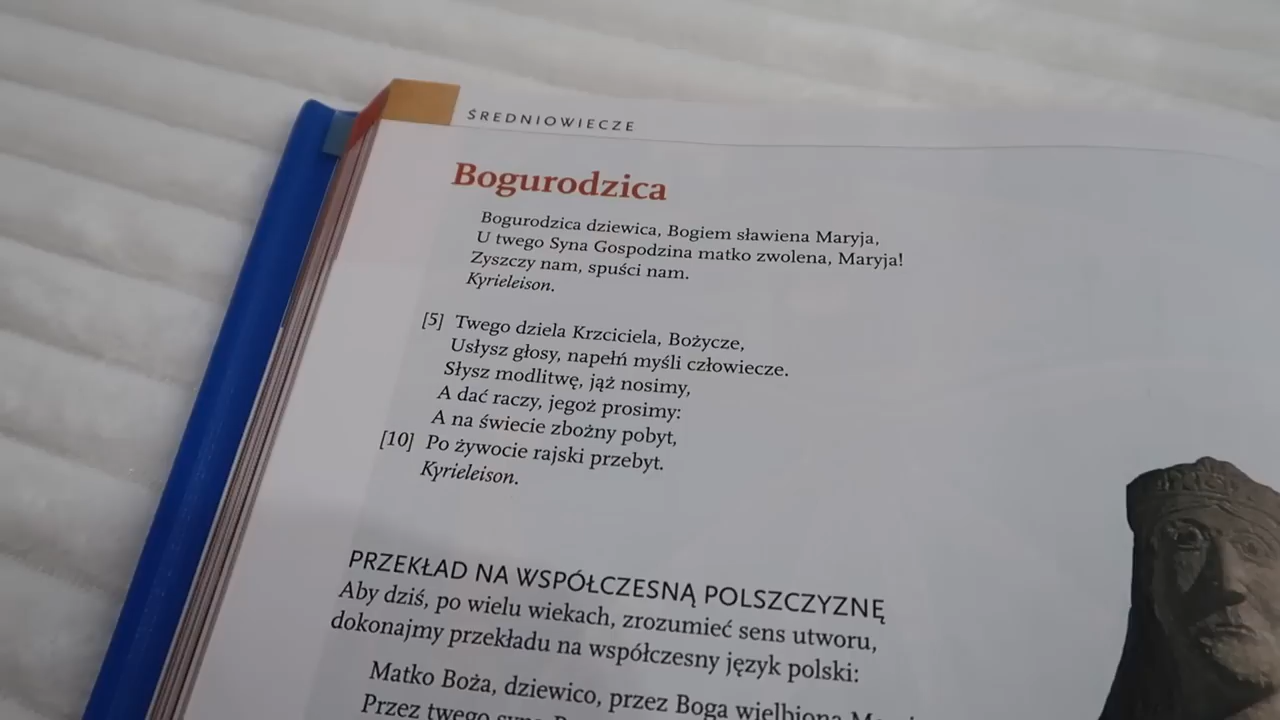 ŚREDNIOWIECZE
Bogurodzica
Bogurodzica dziewica, Bogiem sławiena Maryja,
U twego Syna Gospodzina matko zwolena, Maryja!
Zyszczy nam, spuści nam.
Kyrieleison.
[5] Twego dziela Krzciciela, Bożycze,
Usłysz głosy, napełń myśli człowiecze.
Słysz modlitwę, jąż nosimy,
A dać raczy, jegoż prosimy:
A na świecie zbożny pobyt,
[10] Po żywocie rajski przebyt.
Kyrieleison.
PRZEKŁAD NA WSPÓŁCZESNĄ POLSZCZYZNĘ
Aby dziś, po wielu wiekach, zrozumieć sens utworu,
dokonajmy przekładu na współczesny język polski:
Matko Boża, dziewico, przez Boga wielbiona
Przez twego